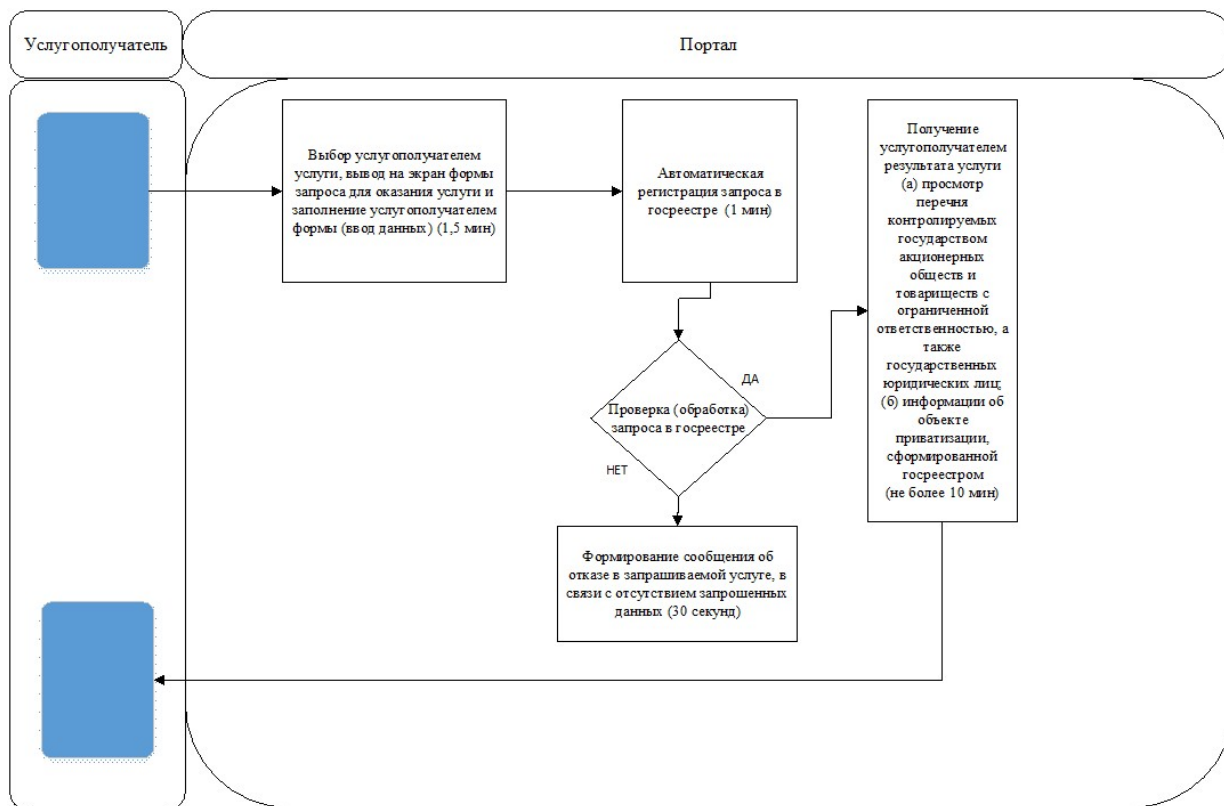 Услугополучатель
Портал
Выбор услугополучателем
услуги, вывод на экран формы
запроса для оказания услуги и
заполнение услугополучателем
формы (ввод данных) (1,5 мин)
Автоматическая
регистрация запроса в
госреестре (1 мин)
Получение
услугополучателем
результата услуги
(а) просмотр
перечня
контролируемых
государством
акционерных
обществ и
товариществ с
ограниченной
ответственностью, а
также
государственных
юридических лиц;
(б) информации об
объекте
приватизации,
сформированной
госреестром
(не более 10 мин)
ДА
Проверка (обработка)
запроса в госреестре
НЕТ
Формирование сообщения об
отказе в запрашиваемой услуге, в
связи с отсутствием запрошенных
данных (30 секунд)